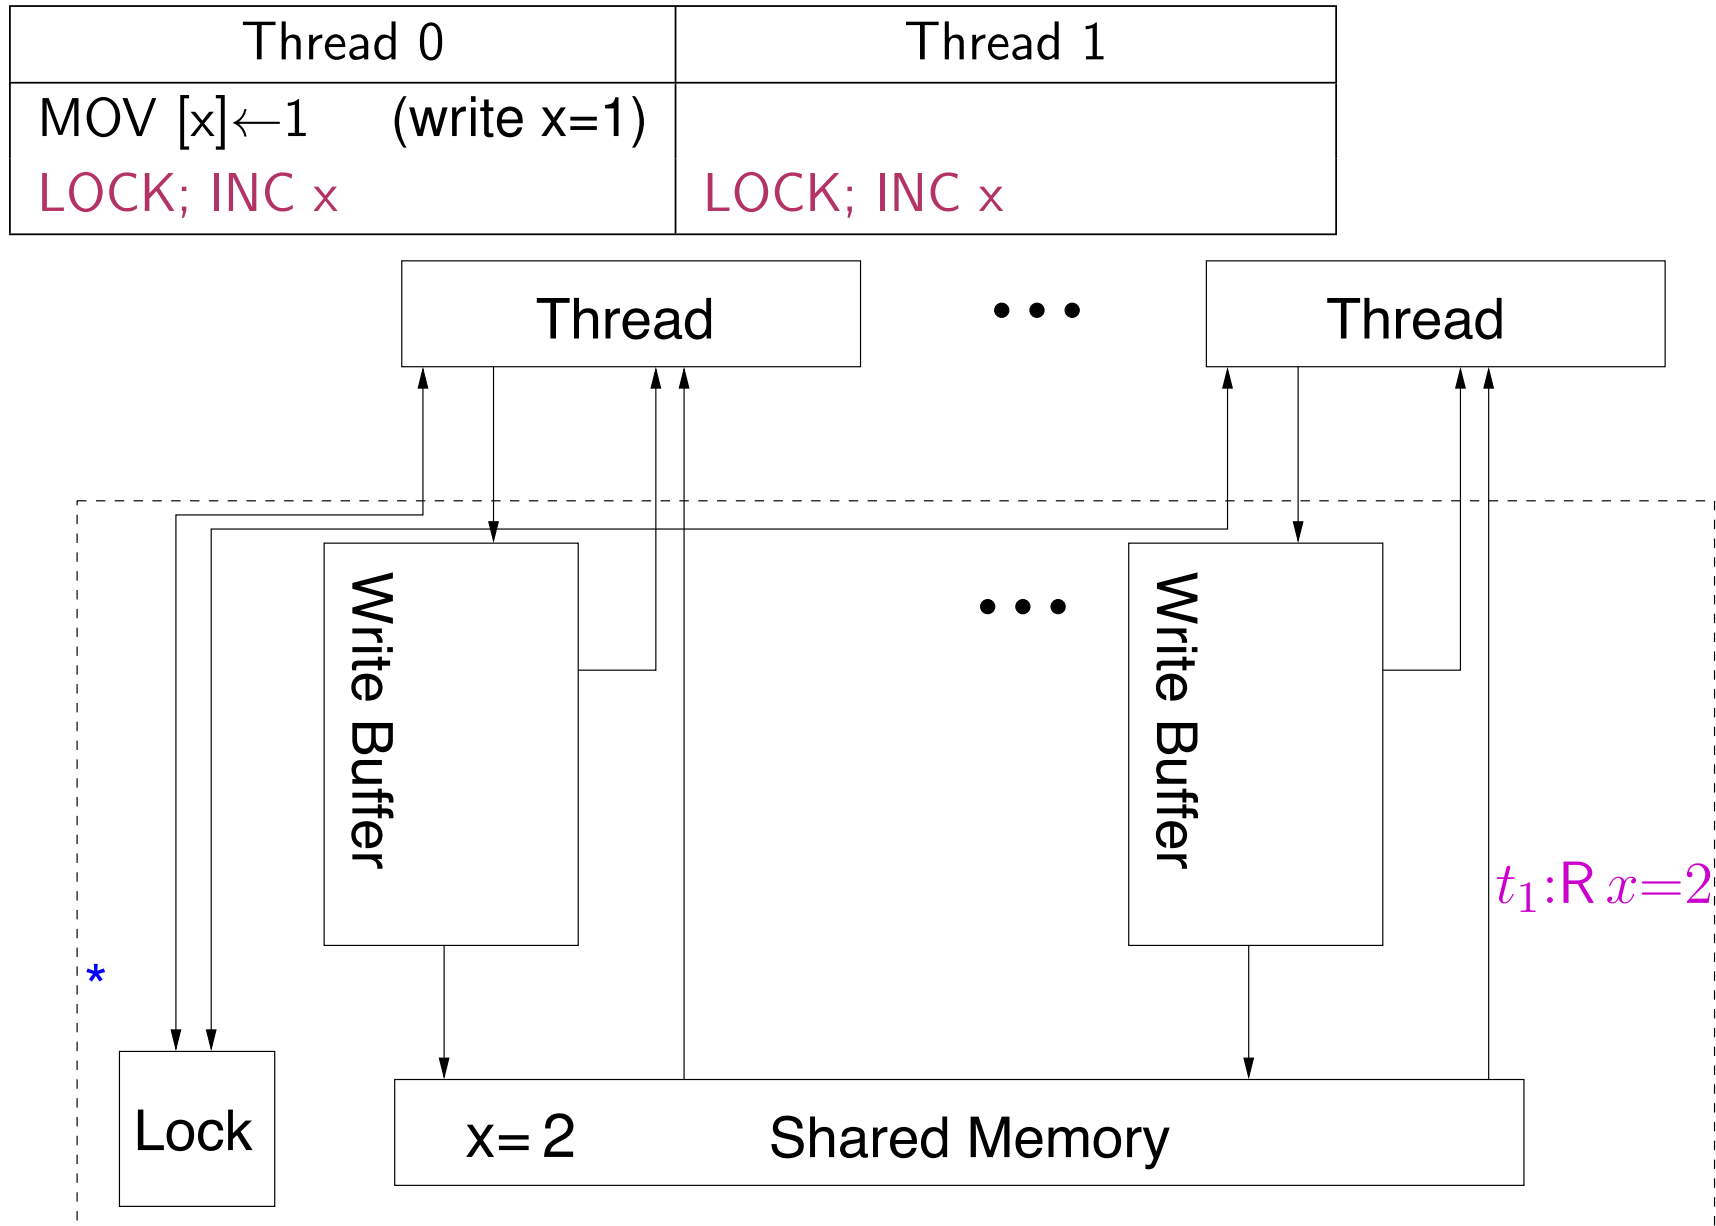 Thread 0 Thread 1
MOV [x]←1 (write x=1)
LOCK; INC x LOCK; INC x
Thread ••• Thread
Write Buffer ••• Write Buffer
t₁:R x=2
*
Lock x= 2 Shared Memory